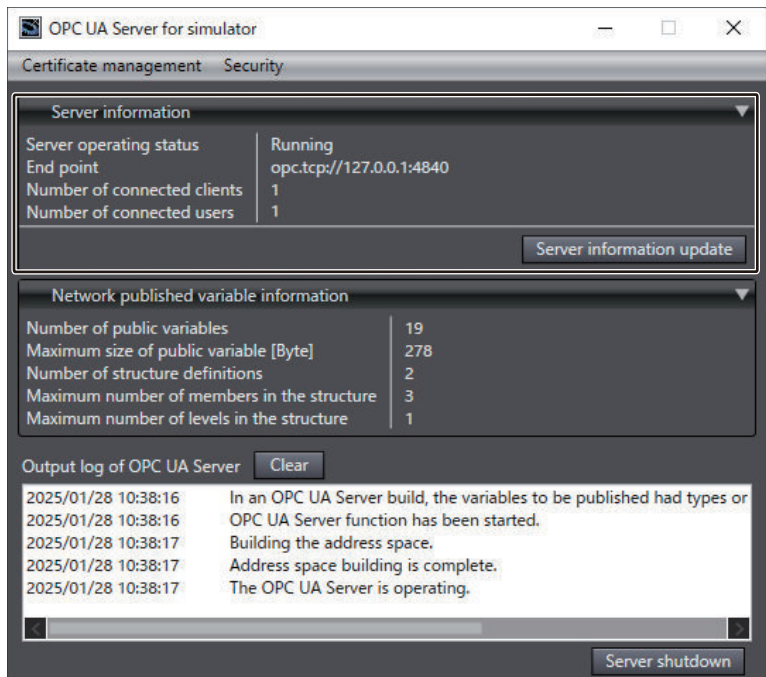 OPC UA Server for simulator
Certificate management Security
Server information
Server operating status Running
End point opc.tcp://127.0.0.1:4840
Number of connected clients 1
Number of connected users 1
Server information update
Network published variable information
Number of public variables 19
Maximum size of public variable [Byte] 278
Number of structure definitions 2
Maximum number of members in the structure 3
Maximum number of levels in the structure 1
Output log of OPC UA Server Clear
2025/01/28 10:38:16 In an OPC UA Server build, the variables to be published had types or
2025/01/28 10:38:16 OPC UA Server function has been started.
2025/01/28 10:38:17 Building the address space.
2025/01/28 10:38:17 Address space building is complete.
2025/01/28 10:38:17 The OPC UA Server is operating.
Server shutdown